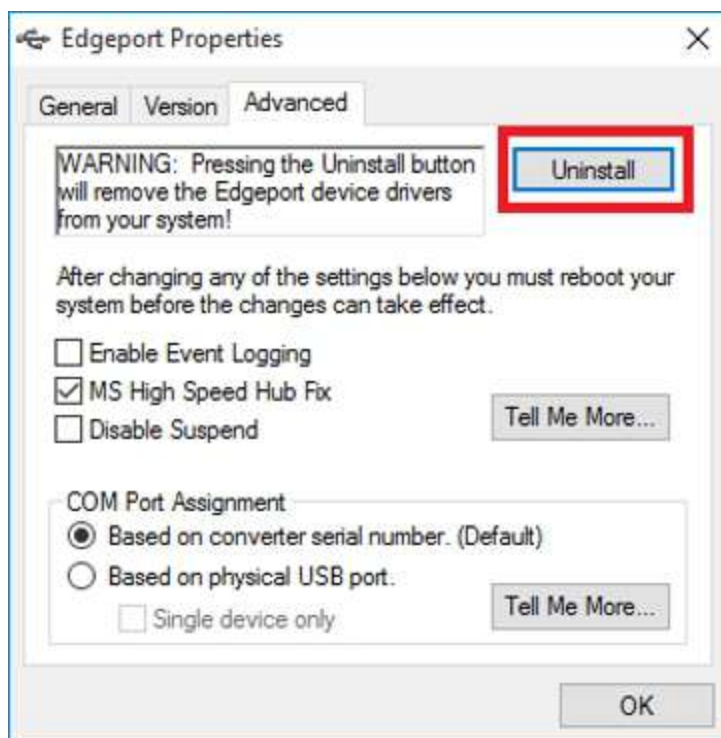 Edgeport Properties
General Version Advanced
WARNING: Pressing the Uninstall button
will remove the Edgeport device drivers
from your system!
Uninstall
After changing any of the settings below you must reboot your
system before the changes can take effect.
Enable Event Logging
MS High Speed Hub Fix
Disable Suspend
Tell Me More...
COM Port Assignment
Based on converter serial number. (Default)
Based on physical USB port.
Single device only
Tell Me More...
OK